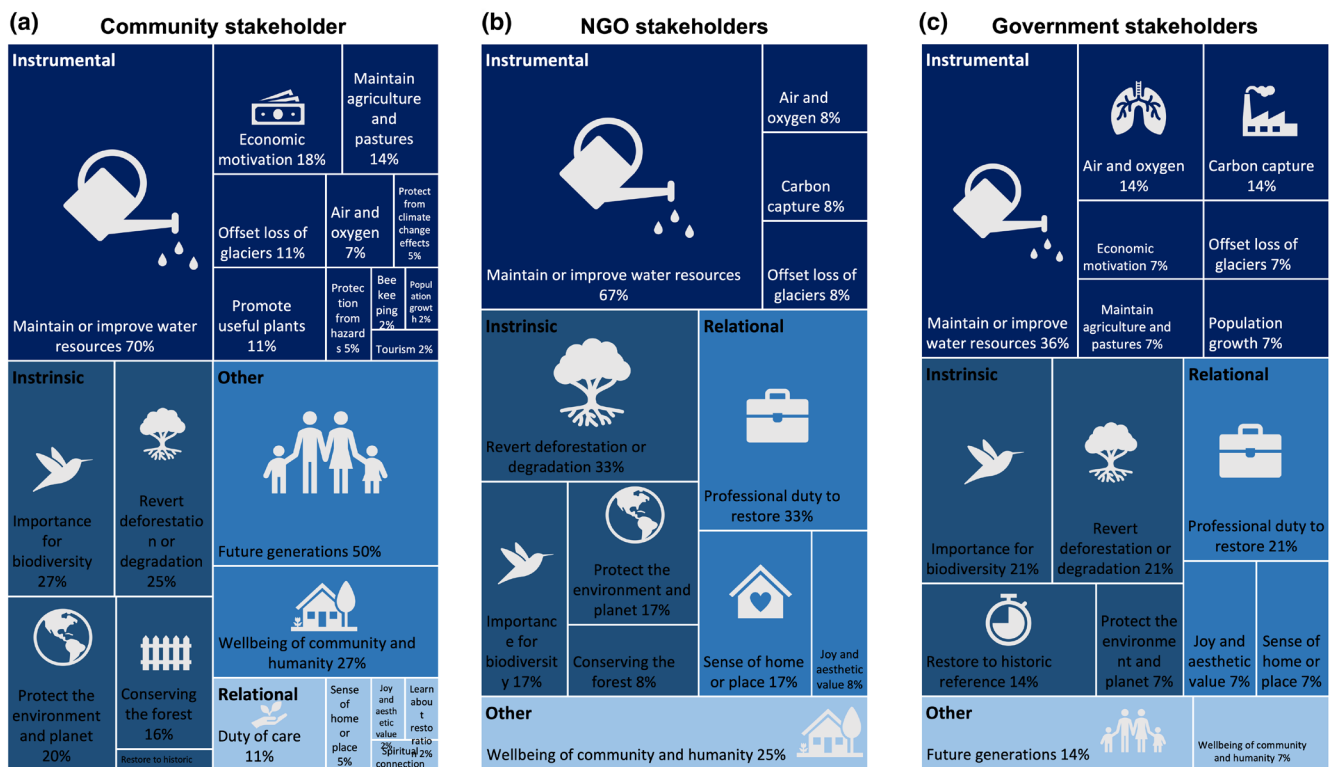 (a)
Community stakeholder
Instrumental
Maintain or improve water
resources 70%
Economic
motivation 18%
Maintain
agriculture
and
pastures
14%
Offset loss of
glaciers 11%
Air and
oxygen
7%
Protect
from
climate
change
effects
5%
Promote
useful plants
11%
Protec
tion
from
hazard
s 5%
Bee
kee
ping
2%
Popul
ation
growt
h 2%
Tourism 2%
Instrinsic
Importance
for
biodiversity
27%
Revert
deforestatio
n or
degradation
25%
Protect the
environment
and planet
20%
Conserving
the forest
16%
Restore to historic
Other
Future generations 50%
Wellbeing of community and
humanity 27%
Relational
Duty of care
11%
Sense
of
home
or
place
5%
Joy
and
aesth
etic
value
2%
Learn
abou
t
resto
ratio
n 2%
Spiritual
connection
(b)
NGO stakeholders
Instrumental
Maintain or improve water resources
67%
Air and
oxygen 8%
Carbon
capture 8%
Offset loss of
glaciers 8%
Instrinsic
Revert deforestation or
degradation 33%
Importanc
e for
biodiversit
y 17%
Protect the
environment and
planet 17%
Conserving the
forest 8%
Relational
Professional duty to
restore 33%
Sense of home
or place 17%
Joy and
aesthetic
value 8%
Other
Wellbeing of community and humanity 25%
(c)
Government stakeholders
Instrumental
Maintain or improve
water resources 36%
Air and oxygen
14%
Carbon capture
14%
Economic
motivation 7%
Offset loss of
glaciers 7%
Maintain
agriculture and
pastures 7%
Population
growth 7%
Instrinsic
Importance for
biodiversity 21%
Revert
deforestation or
degradation 21%
Restore to historic
reference 14%
Protect the
environme
nt and
planet 7%
Relational
Professional duty to
restore 21%
Joy and
aesthetic
value 7%
Sense of
home or
place 7%
Other
Future generations 14%
Wellbeing of community
and humanity 7%